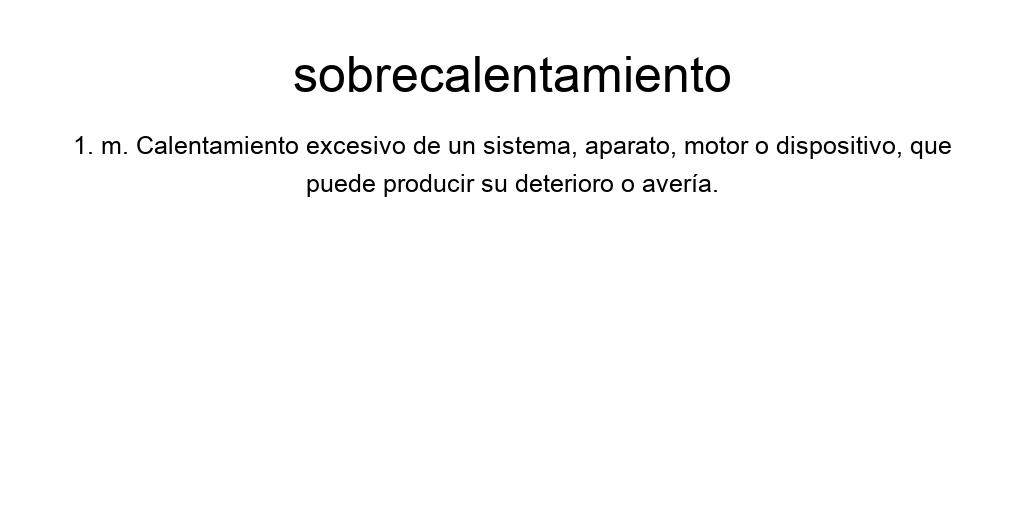 sobrecalentamiento
1. m. Calentamiento excesivo de un sistema, aparato, motor o dispositivo, que
puede producir su deterioro o avería.